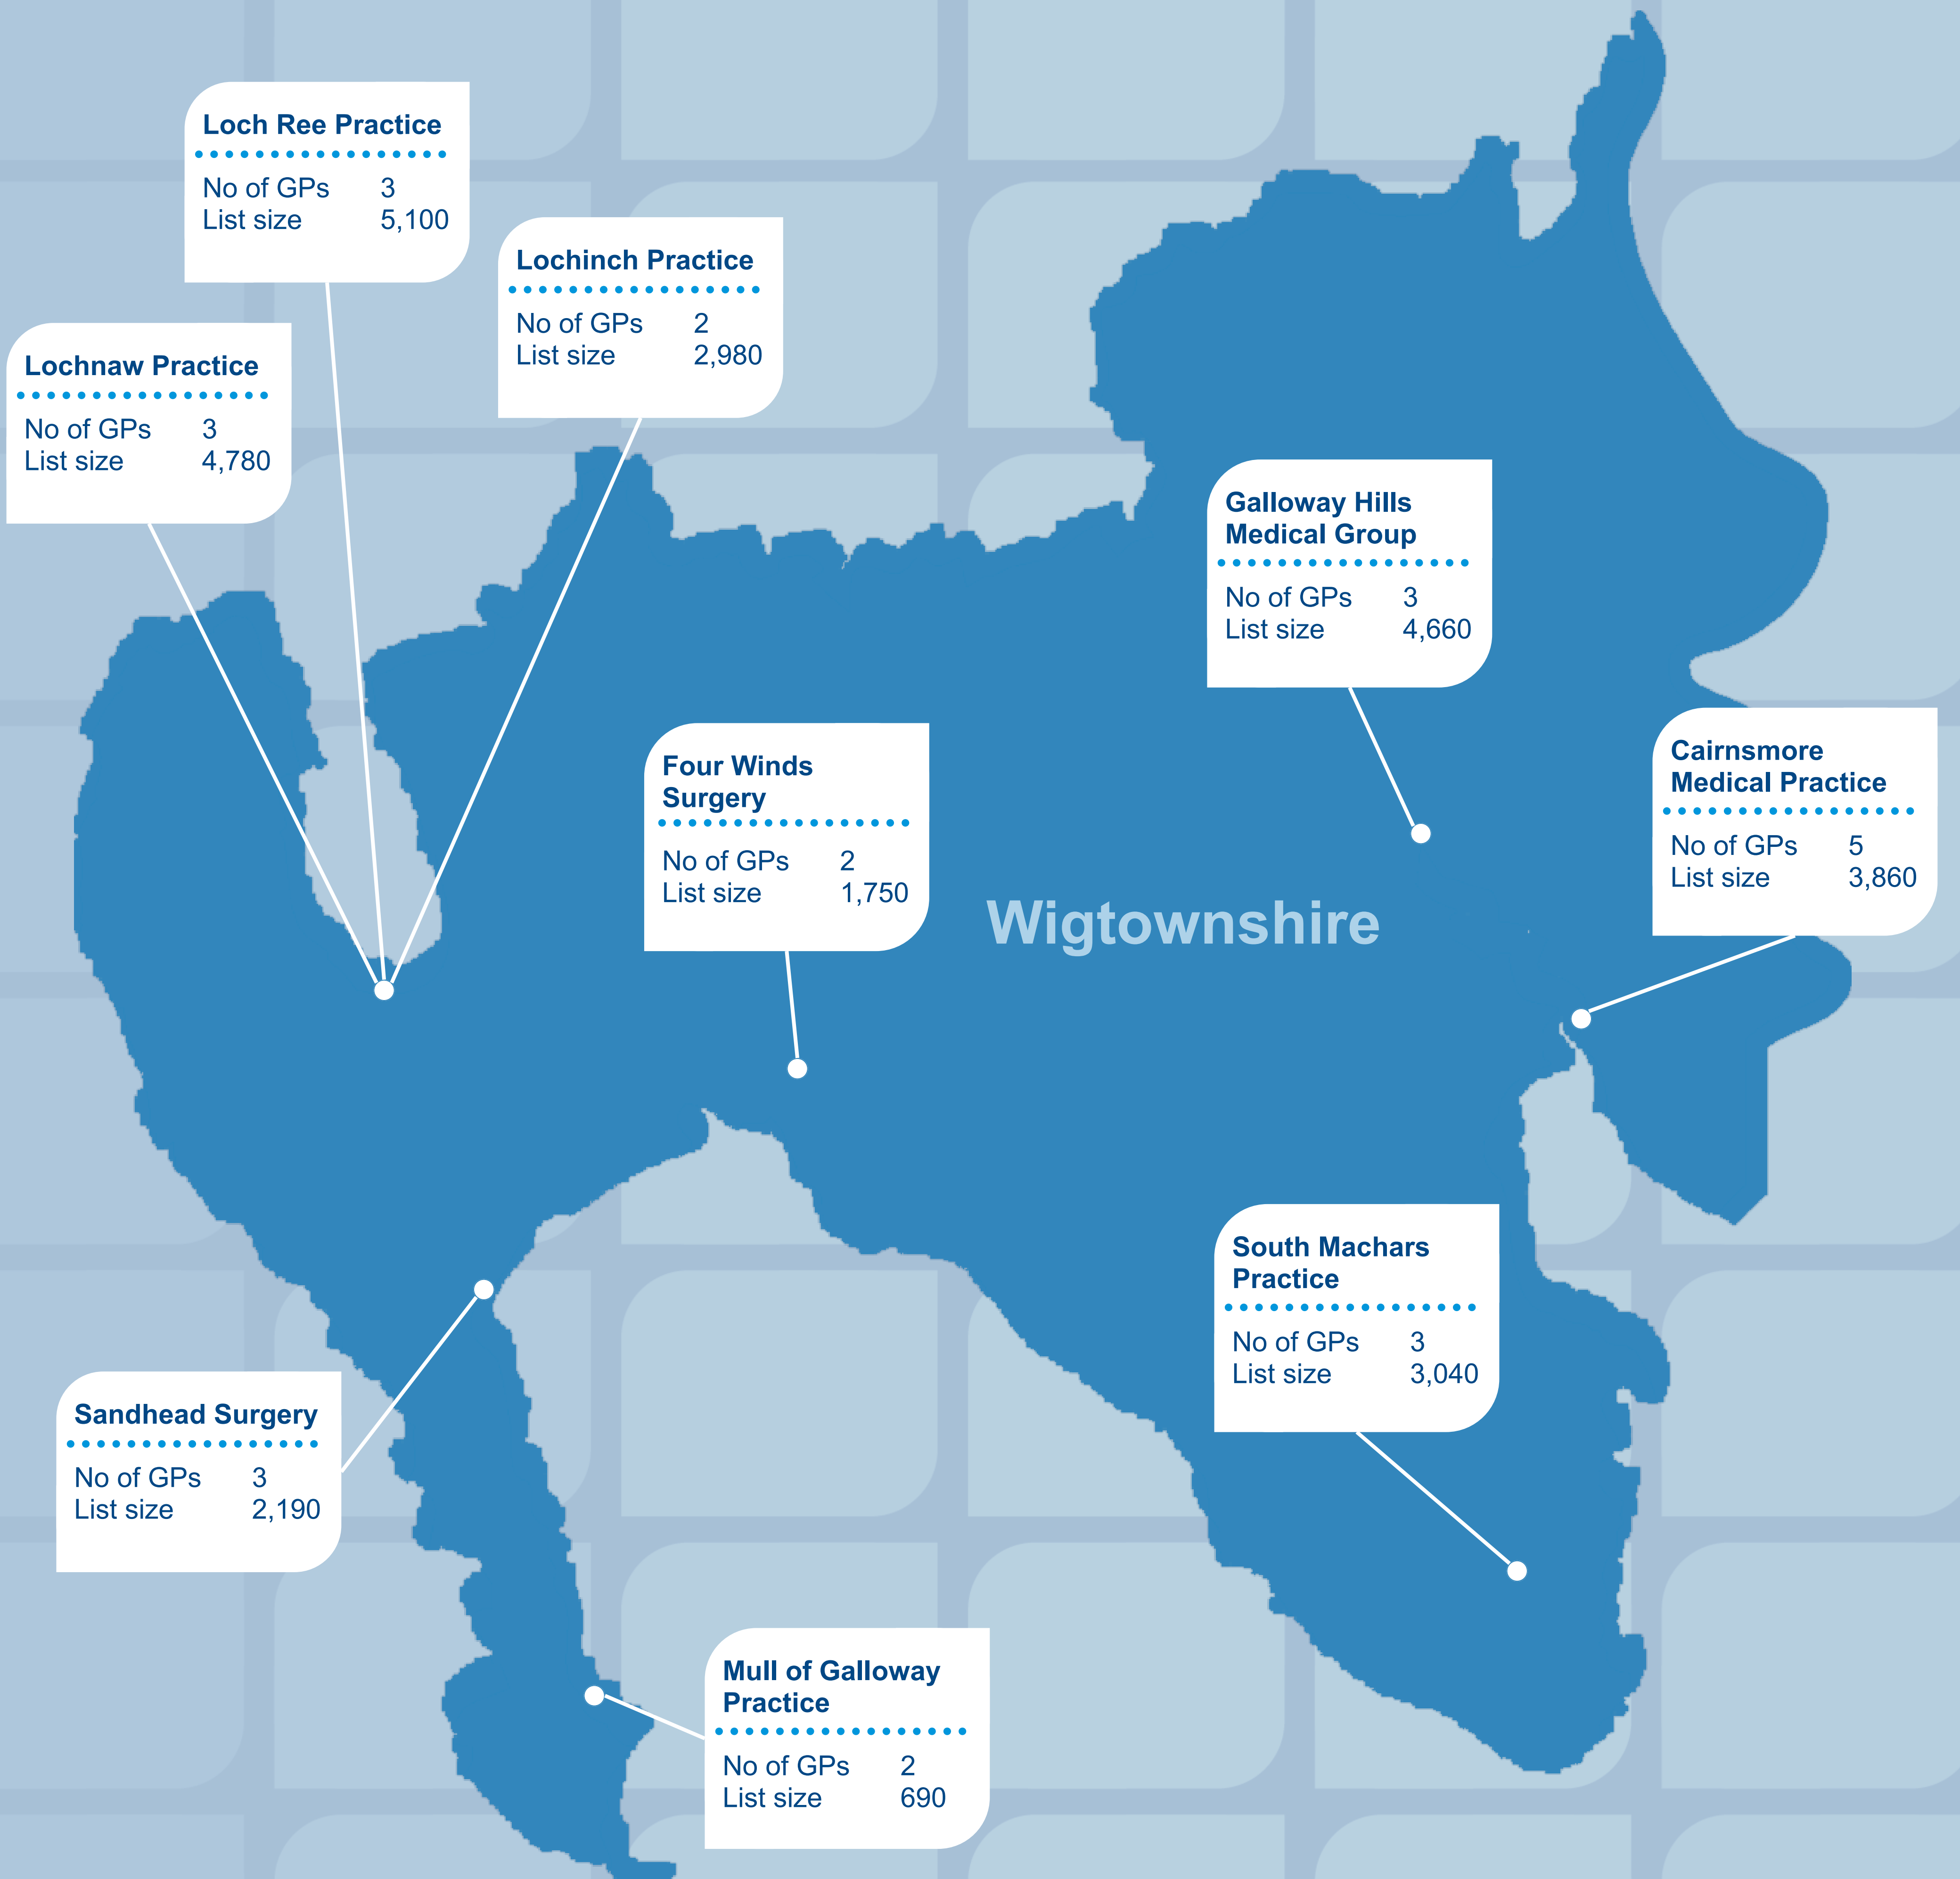 Loch Ree Practice
No of GPs 3
List size 5,100
Lochinch Practice
No of GPs 2
List size 2,980
Lochnaw Practice
No of GPs 3
List size 4,780
Galloway Hills
Medical Group
No of GPs 3
List size 4,660
Four Winds
Surgery
No of GPs 2
List size 1,750
Cairnsmore
Medical Practice
No of GPs 5
List size 3,860
Wigtownshire
South Machars
Practice
No of GPs 3
List size 3,040
Sandhead Surgery
No of GPs 3
List size 2,190
Mull of Galloway
Practice
No of GPs 2
List size 690